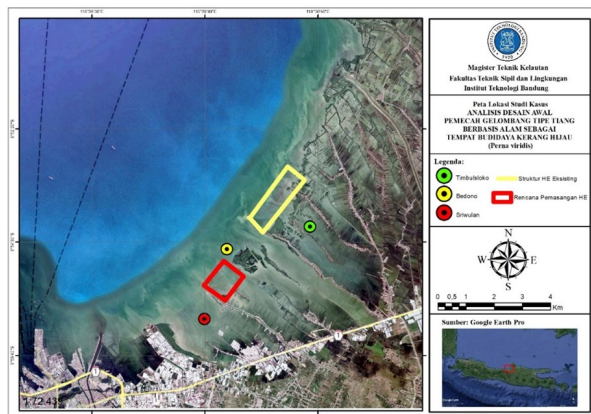 Magister Teknik Kelautan
Fakultas Teknik Sipil dan Lingkungan
Institut Teknologi Bandung
Peta Lokasi Studi Kasus
ANALISIS DESAIN AWAL
PEMECAH GELOMBANG TIPE TIANG
BERBASIS ALAM SEBAGAI
TEMPAT BUDIDAYA KERANG HIJAU
(Perna viridis)
Legenda:
Timbulsloko
Struktur HE Eksisting
Bedono
Rencana Pemasangan HE
Sriwulan
N
W E
S
0 0,5 1 2 3 4
Km
Sumber: Google Earth Pro
1
1